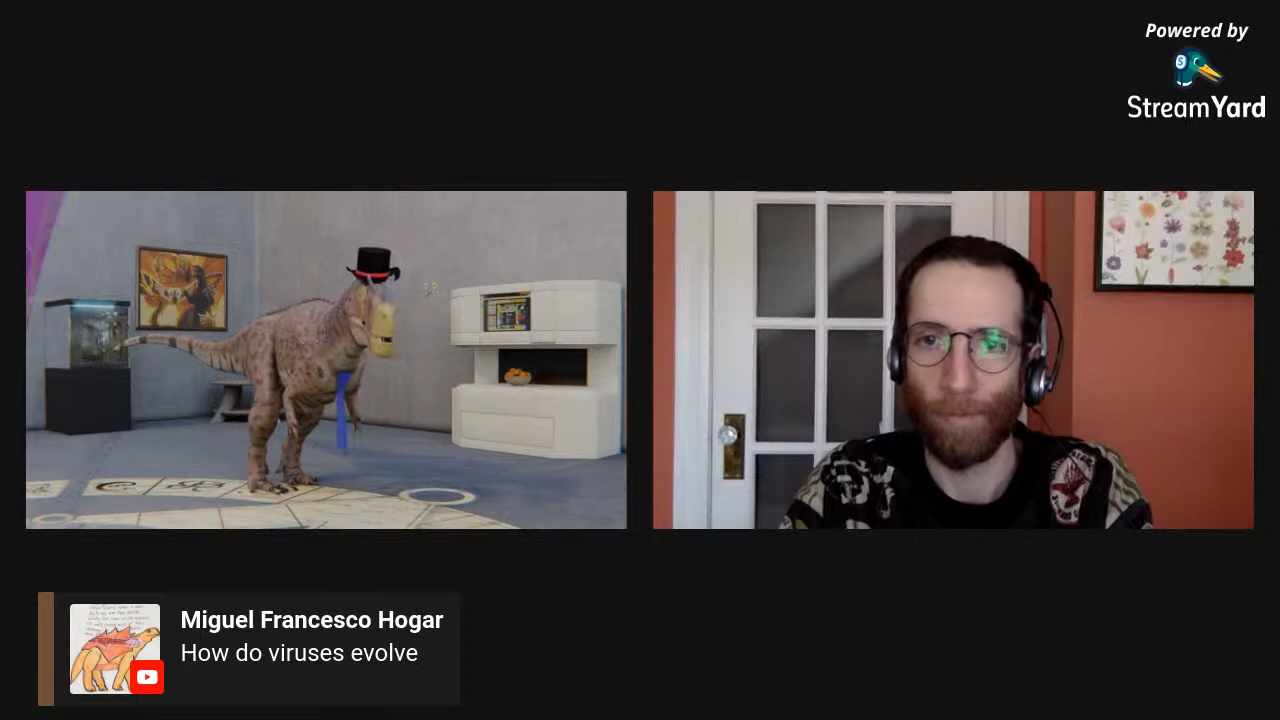 Powered by
S
StreamYard
Miguel Francesco Hogar
How do viruses evolve